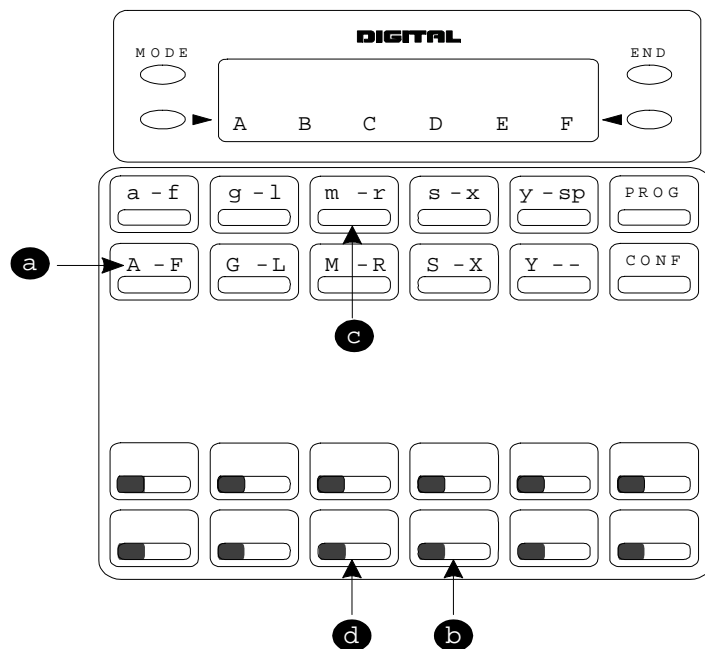 DIGITAL
MODE END
A B C D E F
a - f g - l m - r s - x y - sp PROG
a A - F G - L M - R S - X Y - - CONF
c
d b